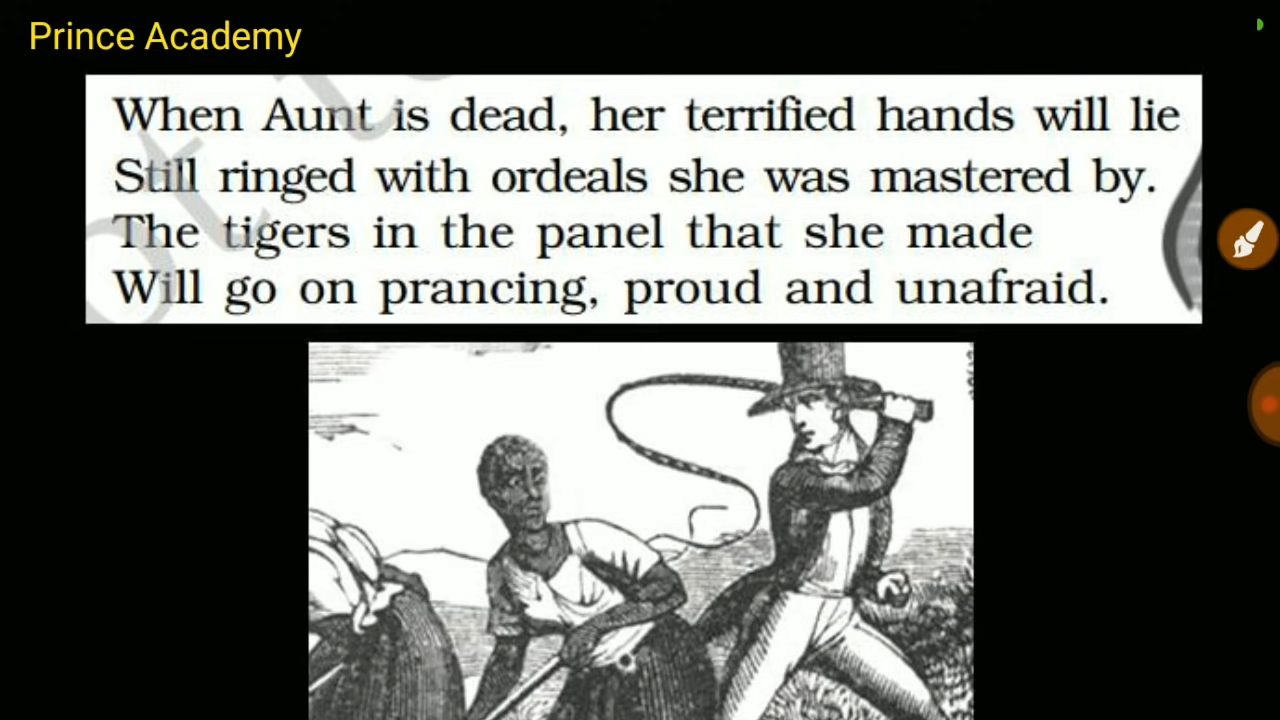 Prince Academy
When Aunt is dead, her terrified hands will lie
Still ringed with ordeals she was mastered by.
The tigers in the panel that she made
Will go on prancing, proud and unafraid.